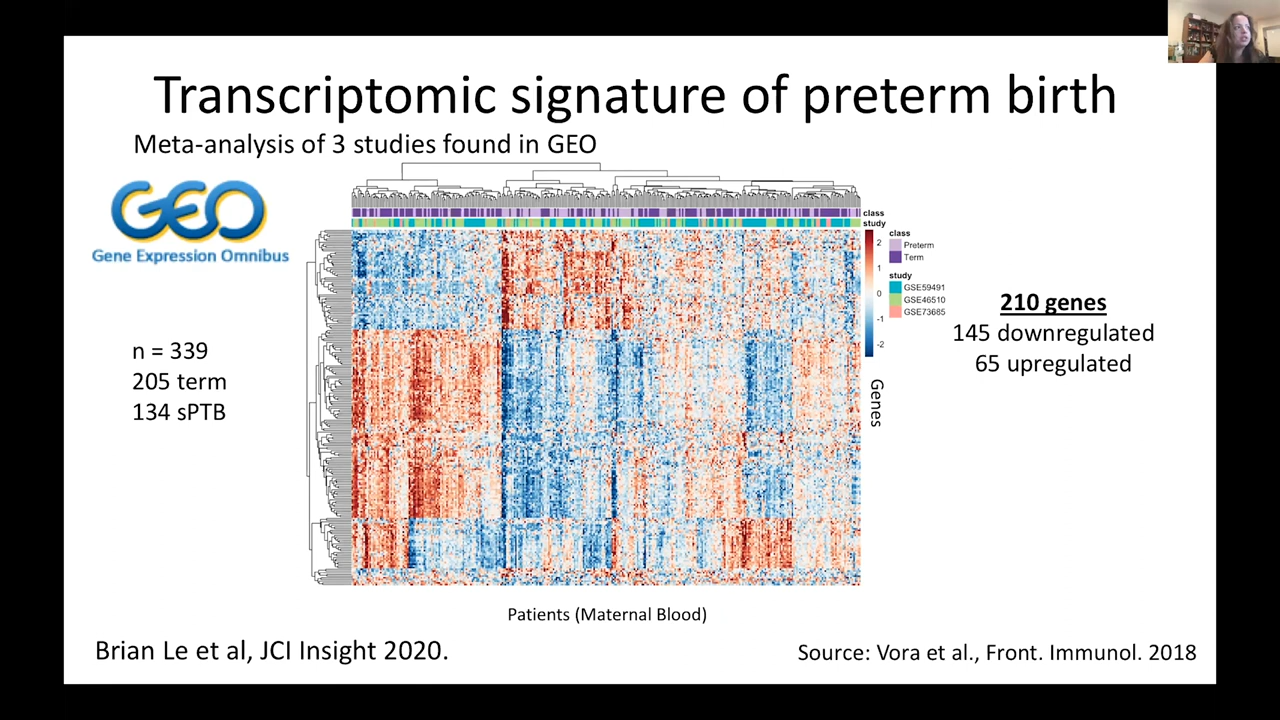 Transcriptomic signature of preterm birth
Meta-analysis of 3 studies found in GEO
GEO
Gene Expression Omnibus
n = 339
205 term
134 sPTB
class
study
2
1
0
-1
-2
class
Preterm
Term
study
GSE59491
GSE46510
GSE73685
Genes
210 genes
145 downregulated
65 upregulated
Patients (Maternal Blood)
Brian Le et al, JCI Insight 2020.
Source: Vora et al., Front. Immunol. 2018